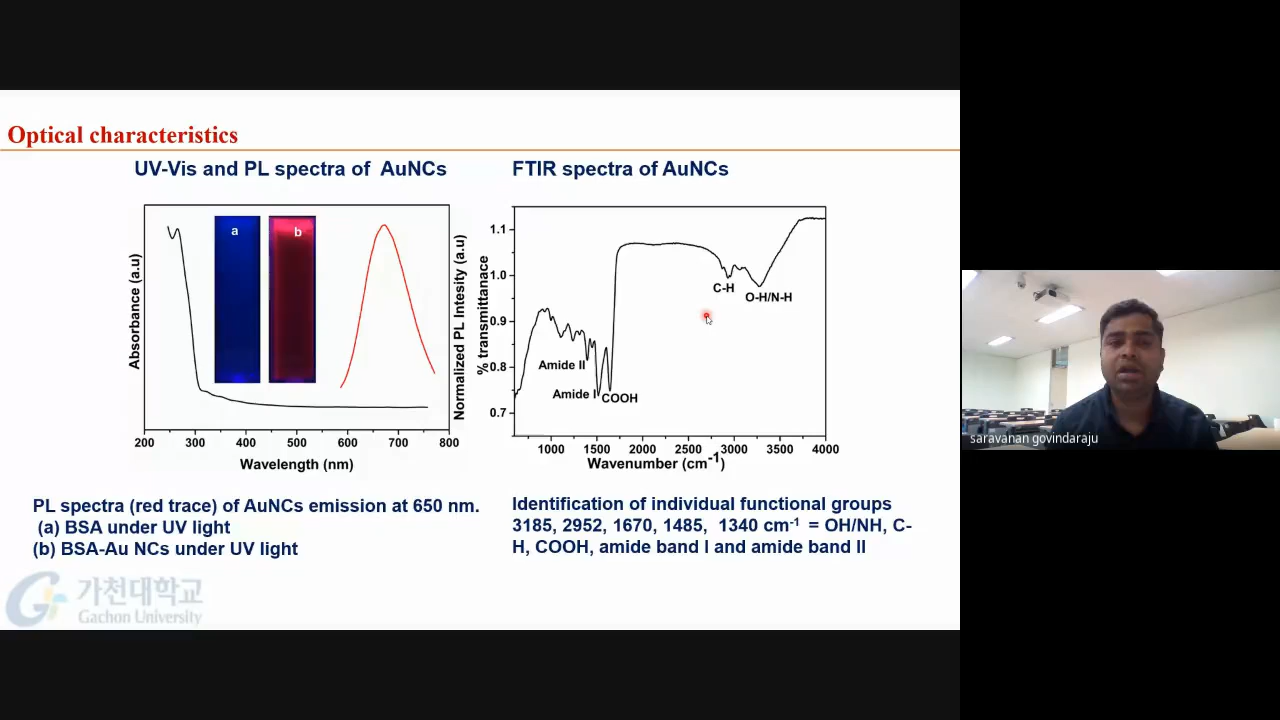 Optical characteristics
UV-Vis and PL spectra of AuNCs
FTIR spectra of AuNCs
a
b
Absorbance (a.u)
Normalized PL Intesity (a.u)
200 300 400 500 600 700 800
Wavelength (nm)
% transmittanace
1.1
1.0
0.9
0.8
0.7
C-H
O-H/N-H
Amide II
Amide I
COOH
1000 1500 2000 2500 3000 3500 4000
Wavenumber (cm-1)
PL spectra (red trace) of AuNCs emission at 650 nm.
(a) BSA under UV light
(b) BSA-Au NCs under UV light
Identification of individual functional groups
3185, 2952, 1670, 1485, 1340 cm-1 = OH/NH, C-
H, COOH, amide band I and amide band II
가천대학교
Gachon University
saravanan govindaraju